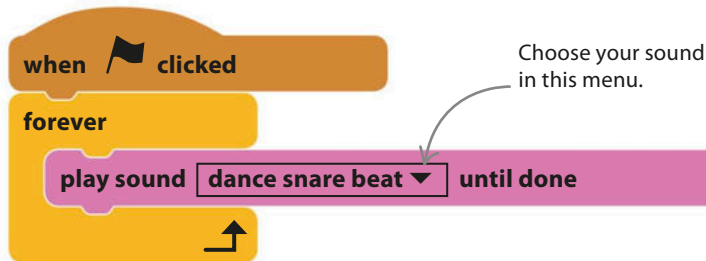 when clicked
Choose your sound
in this menu.
forever
play sound dance snare beat until done